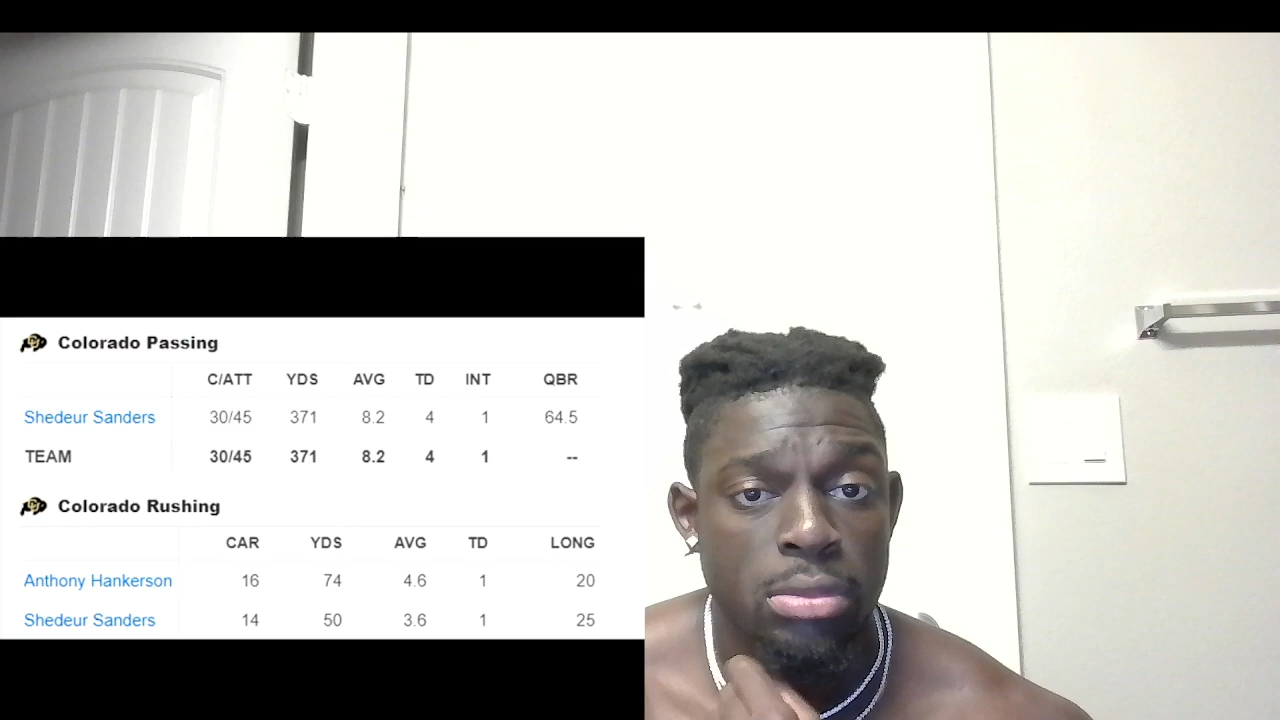 Colorado Passing
C/ATT YDS AVG TD INT QBR
Shedeur Sanders 30/45 371 8.2 4 1 64.5
TEAM 30/45 371 8.2 4 1 --
Colorado Rushing
CAR YDS AVG TD LONG
Anthony Hankerson 16 74 4.6 1 20
Shedeur Sanders 14 50 3.6 1 25